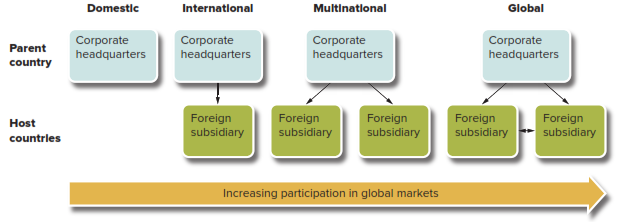 Domestic International Multinational Global
Parent
country
Corporate
headquarters
Corporate
headquarters
Corporate
headquarters
Corporate
headquarters
Host
countries
Foreign
subsidiary
Foreign
subsidiary
Foreign
subsidiary
Foreign
subsidiary
Foreign
subsidiary
Increasing participation in global markets